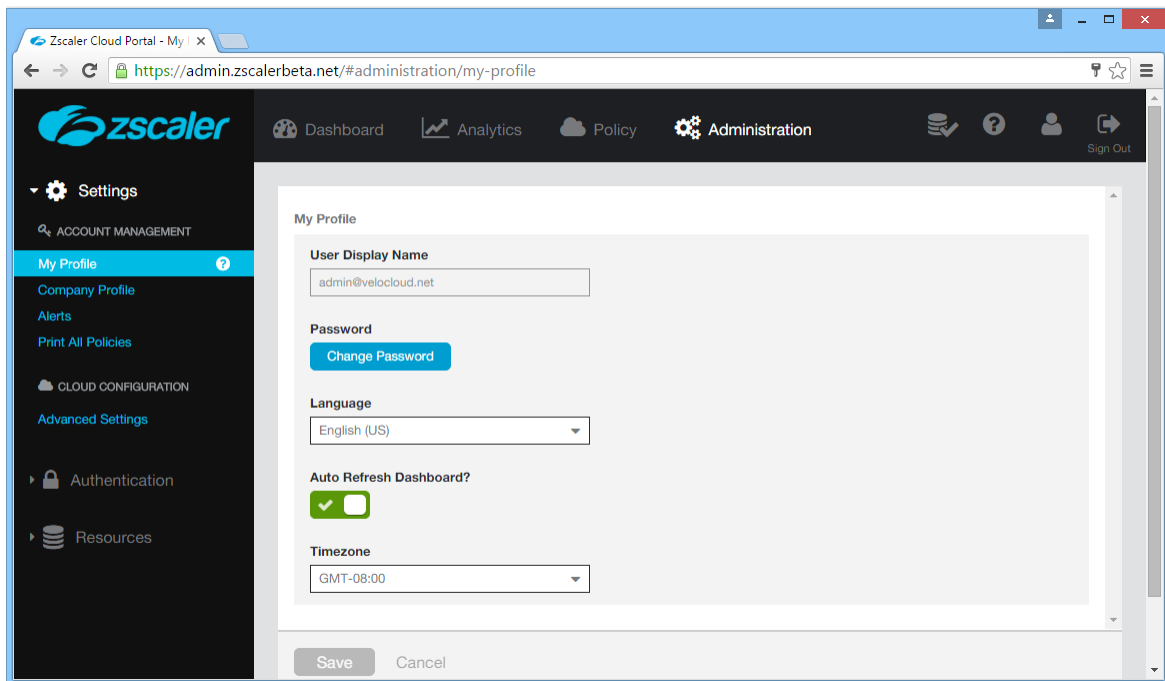 Zscaler Cloud Portal - My
https://admin.zscalerbeta.net/#administration/my-profile
zscaler
Dashboard
Analytics
Policy
Administration
Sign Out
Settings
ACCOUNT MANAGEMENT
My Profile
Company Profile
Alerts
Print All Policies
CLOUD CONFIGURATION
Advanced Settings
Authentication
Resources
My Profile
User Display Name
admin@velocloud.net
Password
Change Password
Language
English (US)
Auto Refresh Dashboard?
Timezone
GMT-08:00
Save
Cancel